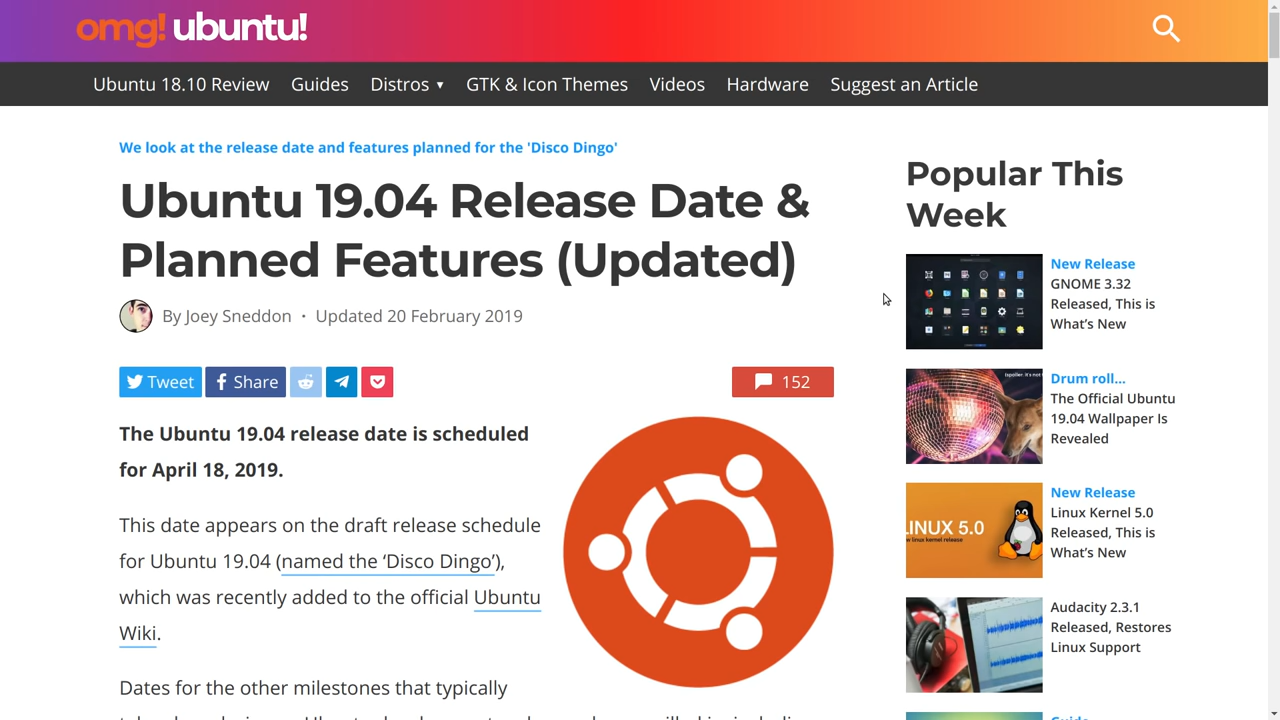 omg! ubuntu!
Ubuntu 18.10 Review Guides Distros ▼ GTK & Icon Themes Videos Hardware Suggest an Article
We look at the release date and features planned for the 'Disco Dingo'
Ubuntu 19.04 Release Date &
Planned Features (Updated)
By Joey Sneddon • Updated 20 February 2019
Tweet Share 152
The Ubuntu 19.04 release date is scheduled
for April 18, 2019.
This date appears on the draft release schedule
for Ubuntu 19.04 (named the ‘Disco Dingo’),
which was recently added to the official Ubuntu
Wiki.
Dates for the other milestones that typically
Popular This
Week
New Release
GNOME 3.32
Released, This is
What’s New
Drum roll...
The Official Ubuntu
19.04 Wallpaper Is
Revealed
New Release
Linux Kernel 5.0
Released, This is
What’s New
LINUX 5.0
linux kernel release
Audacity 2.3.1
Released, Restores
Linux Support
Guide